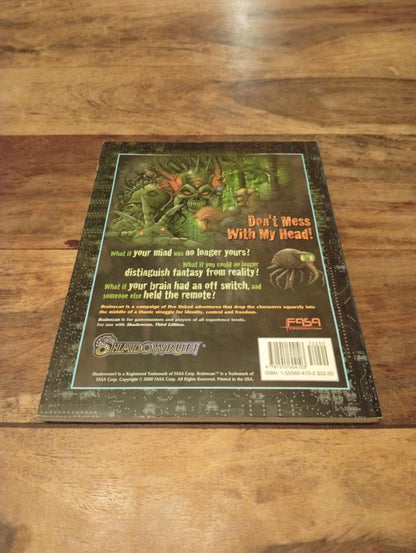 Don't Mess
With My Head!
What if your mind was no longer yours?
What if you could no longer
distinguish fantasy from reality?
What if your brain had an off switch, and
someone else held the remote?
Brainscan is a campaign of five linked adventures that drop the characters squarely into
the middle of a titanic struggle for identity, control and freedom.
Brainscan is for gamemasters and players of all experience levels.
For use with Shadowrun, Third Edition.
SHADOWRUN
FASA
Shadowrun® is a Registered Trademark of FASA Corp. Brainscan™ is a Trademark of
FASA Corp. Copyright © 2000 FASA Corp. All Rights Reserved. Printed in the USA.
ISBN 1-55560-410-2 $22.00